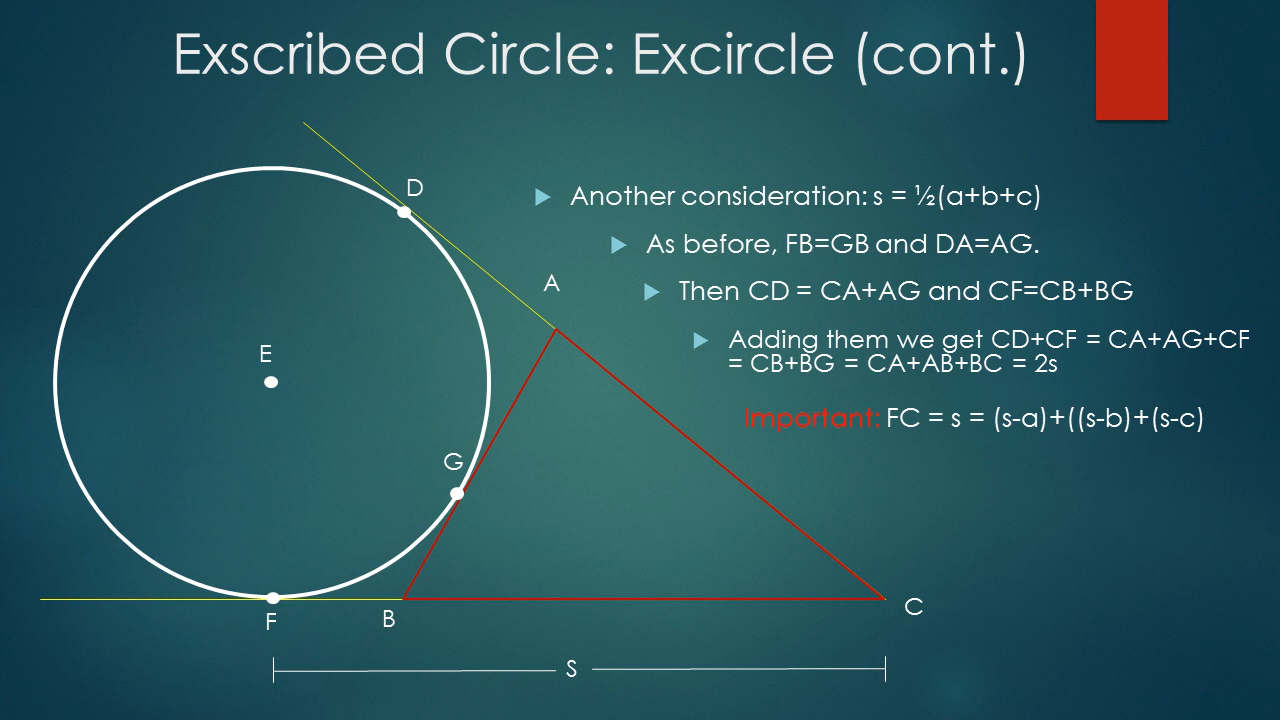 Exscribed Circle: Excircle (cont.)
D
Another consideration: s = ½(a+b+c)
As before, FB=GB and DA=AG.
A
Then CD = CA+AG and CF=CB+BG
E
Adding them we get CD+CF = CA+AG+CF
= CB+BG = CA+AB+BC = 2s
Important: FC = s = (s-a)+((s-b)+(s-c)
G
F
B
C
S